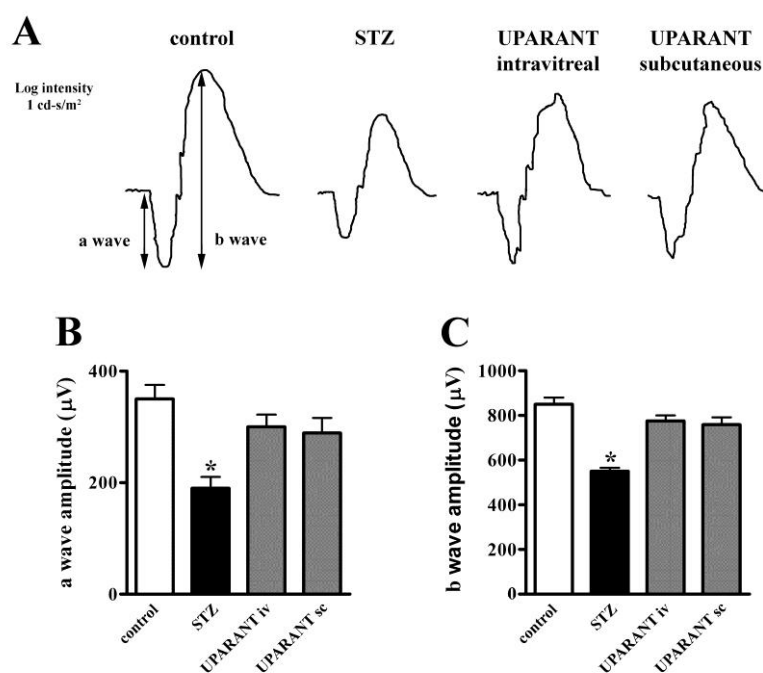 A
control
STZ
UPARANT
intravitreal
UPARANT
subcutaneous
Log intensity
1 cd-s/m²
a wave
b wave
B
a wave amplitude (μV)
400
200
0
control
STZ
UPARANT iv
UPARANT sc
*
C
b wave amplitude (μV)
1000
800
600
400
200
0
control
STZ
UPARANT iv
UPARANT sc
*